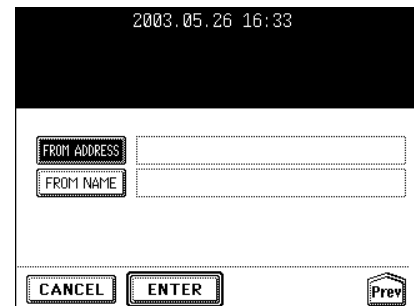 2003.05.26 16:33
FROM ADDRESS
FROM NAME
CANCEL ENTER Prev